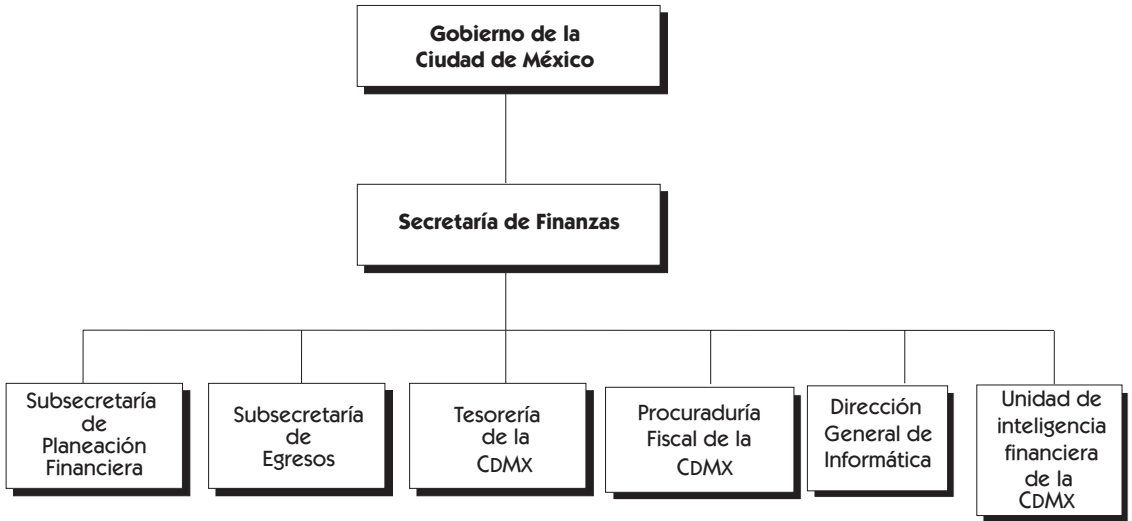 Gobierno de la
Ciudad de México
Secretaría de Finanzas
Subsecretaría
de
Planeación
Financiera
Subsecretaría
de
Egresos
Tesorería
de la
CDMX
Procuraduría
Fiscal de la
CDMX
Dirección
General de
Informática
Unidad de
inteligencia
financiera
de la
CDMX